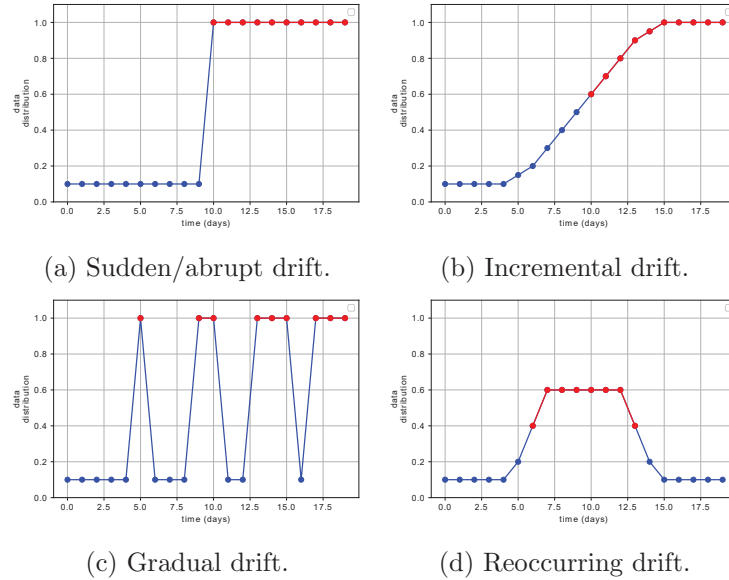 1.0
0.8
0.6
0.4
0.2
0.0
data
distribution
0.0 2.5 5.0 7.5 10.0 12.5 15.0 17.5
time (days)
(a) Sudden/abrupt drift.
1.0
0.8
0.6
0.4
0.2
0.0
data
distribution
0.0 2.5 5.0 7.5 10.0 12.5 15.0 17.5
time (days)
(b) Incremental drift.
1.0
0.8
0.6
0.4
0.2
0.0
data
distribution
0.0 2.5 5.0 7.5 10.0 12.5 15.0 17.5
time (days)
(c) Gradual drift.
1.0
0.8
0.6
0.4
0.2
0.0
data
distribution
0.0 2.5 5.0 7.5 10.0 12.5 15.0 17.5
time (days)
(d) Reoccurring drift.